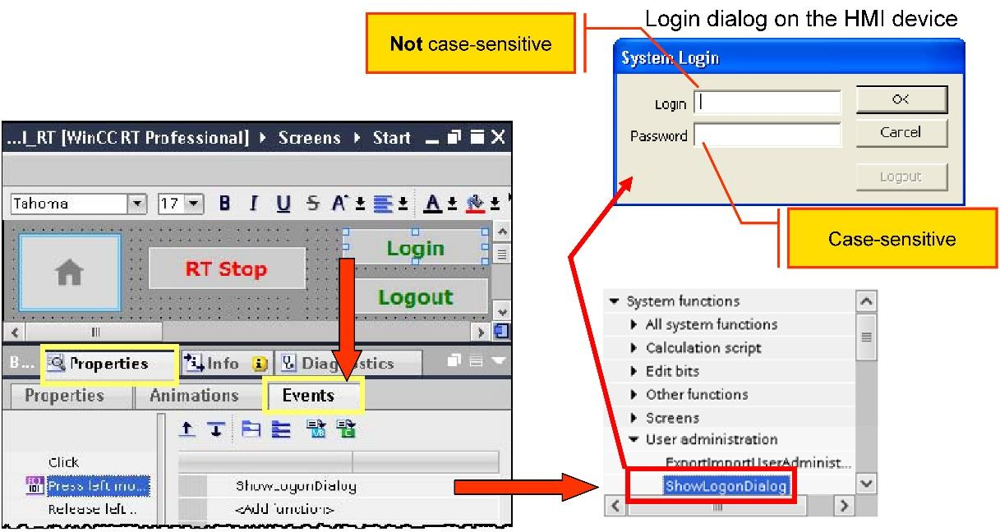 Login dialog on the HMI device
Not case-sensitive
System Login
Login
OK
Password
Cancel
Logout
Case-sensitive
...I_RT [WinCC RT Professional] ▸ Screens ▸ Start
Tahoma
17
B I U S A A
RT Stop
Login
Logout
B...
Properties
Info
Diagnostics
Properties
Animations
Events
Click
Press left mo...
Release left ...
ShowLogonDialog
<Add function>
System functions
All system functions
Calculation script
Edit bits
Other functions
Screens
User administration
ExportImportUserAdminist...
ShowLogonDialog